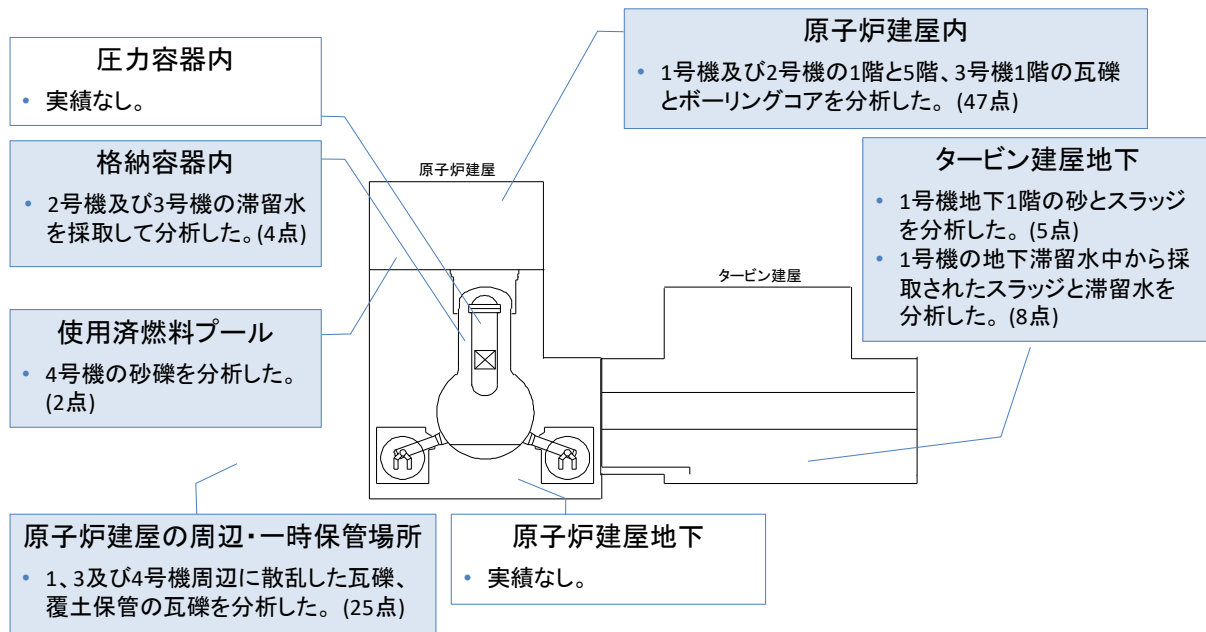 圧力容器内
• 実績なし。
格納容器内
• 2号機及び3号機の滞留水
を採取して分析した。(4点)
使用済燃料プール
• 4号機の砂礫を分析した。
(2点)
原子炉建屋の周辺・一時保管場所
• 1、3及び4号機周辺に散乱した瓦礫、
覆土保管の瓦礫を分析した。 (25点)
原子炉建屋
原子炉建屋内
• 1号機及び2号機の1階と5階、3号機1階の瓦礫
とボーリングコアを分析した。 (47点)
タービン建屋
タービン建屋地下
• 1号機地下1階の砂とスラッジ
を分析した。 (5点)
• 1号機の地下滞留水中から採
取されたスラッジと滞留水を
分析した。 (8点)
原子炉建屋地下
• 実績なし。